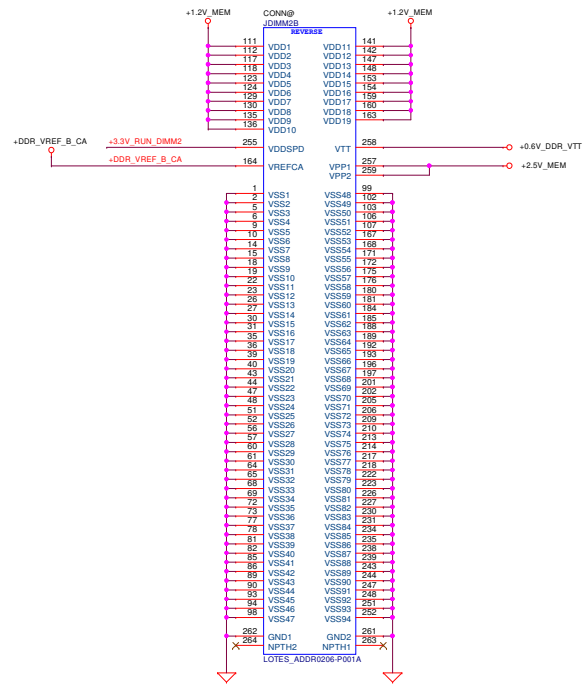 +1.2V_MEM CONN@ +1.2V_MEM
JDIMM2B
REVERSE
111 VDD1 VDD11 141
112 VDD2 VDD12 142
117 VDD3 VDD13 147
118 VDD4 VDD14 148
123 VDD5 VDD15 153
124 VDD6 VDD16 154
129 VDD7 VDD17 159
130 VDD8 VDD18 160
135 VDD9 VDD19 163
136 VDD10
+DDR_VREF_B_CA +3.3V_RUN_DIMM2 255 VDDSPD VTT 258 +0.6V_DDR_VTT
+DDR_VREF_B_CA 164 VREFCA VPP1 257 +2.5V_MEM
VPP2 259
1 VSS1 VSS48 99
2 VSS2 VSS49 102
5 VSS3 VSS50 103
6 VSS4 VSS51 106
9 VSS5 VSS52 107
10 VSS6 VSS53 167
14 VSS7 VSS54 168
15 VSS8 VSS55 171
18 VSS9 VSS56 172
19 VSS10 VSS57 175
22 VSS11 VSS58 176
23 VSS12 VSS59 180
26 VSS13 VSS60 181
27 VSS14 VSS61 184
30 VSS15 VSS62 185
31 VSS16 VSS63 188
35 VSS17 VSS64 189
36 VSS18 VSS65 192
39 VSS19 VSS66 193
40 VSS20 VSS67 196
43 VSS21 VSS68 197
44 VSS22 VSS69 201
47 VSS23 VSS70 202
48 VSS24 VSS71 205
51 VSS25 VSS72 206
52 VSS26 VSS73 209
56 VSS27 VSS74 210
57 VSS28 VSS75 213
60 VSS29 VSS76 214
61 VSS30 VSS77 217
64 VSS31 VSS78 218
65 VSS32 VSS79 222
68 VSS33 VSS80 223
69 VSS34 VSS81 226
72 VSS35 VSS82 227
73 VSS36 VSS83 230
77 VSS37 VSS84 231
78 VSS38 VSS85 234
81 VSS39 VSS86 235
82 VSS40 VSS87 238
85 VSS41 VSS88 239
86 VSS42 VSS89 243
89 VSS43 VSS90 244
90 VSS44 VSS91 247
93 VSS45 VSS92 248
94 VSS46 VSS93 251
98 VSS47 VSS94 252
262 GND1 GND2 261
264 NPTH2 NPTH1 263
LOTES_ADDR0206-P001A